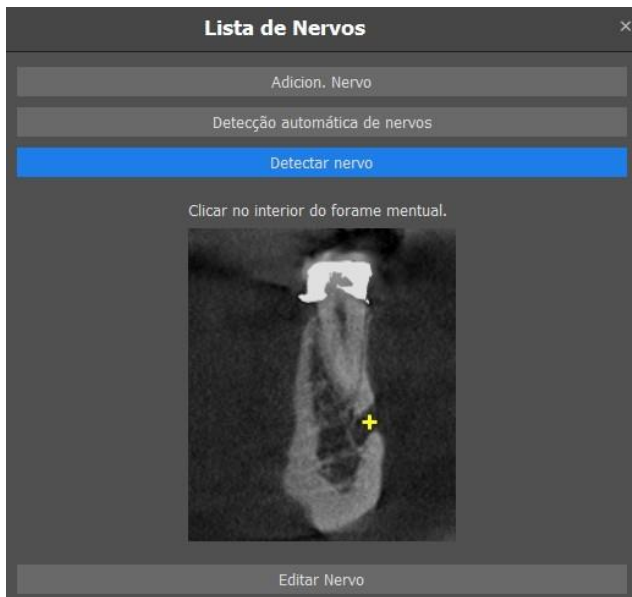 Lista de Nervos
×
Adicion. Nervo
Detecção automática de nervos
Detectar nervo
Clicar no interior do forame mentual.
Editar Nervo